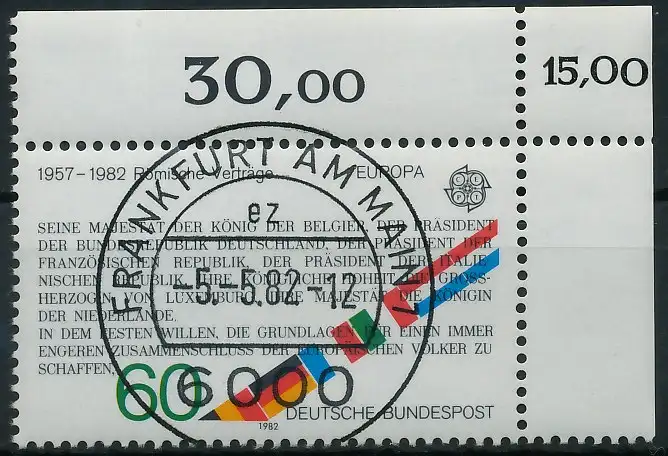 30,00
15,00
1957-1982 Römische Verträge EUROPA
CEPT
SEINE MAJESTÄT DER KÖNIG DER BELGIER, DER PRÄSIDENT
DER BUNDESREPUBLIK DEUTSCHLAND, DER PRÄSIDENT DER
FRANZÖSISCHEN REPUBLIK, DER PRÄSIDENT DER ITALIE-
NISCHEN REPUBLIK, IHRE KÖNIGLICHE HOHEIT DIE GROSS-
HERZOGIN VON LUXEMBURG, IHRE MAJESTÄT DIE KÖNIGIN
DER NIEDERLANDE.
IN DEM FESTEN WILLEN, DIE GRUNDLAGEN FÜR EINEN IMMER
ENGEREN ZUSAMMENSCHLUSS DER EUROPÄISCHEN VÖLKER ZU
SCHAFFEN,
60
DEUTSCHE BUNDESPOST
1982
FRANKFURT AM MAIN 1
ez
-5.-5.82-12
6000